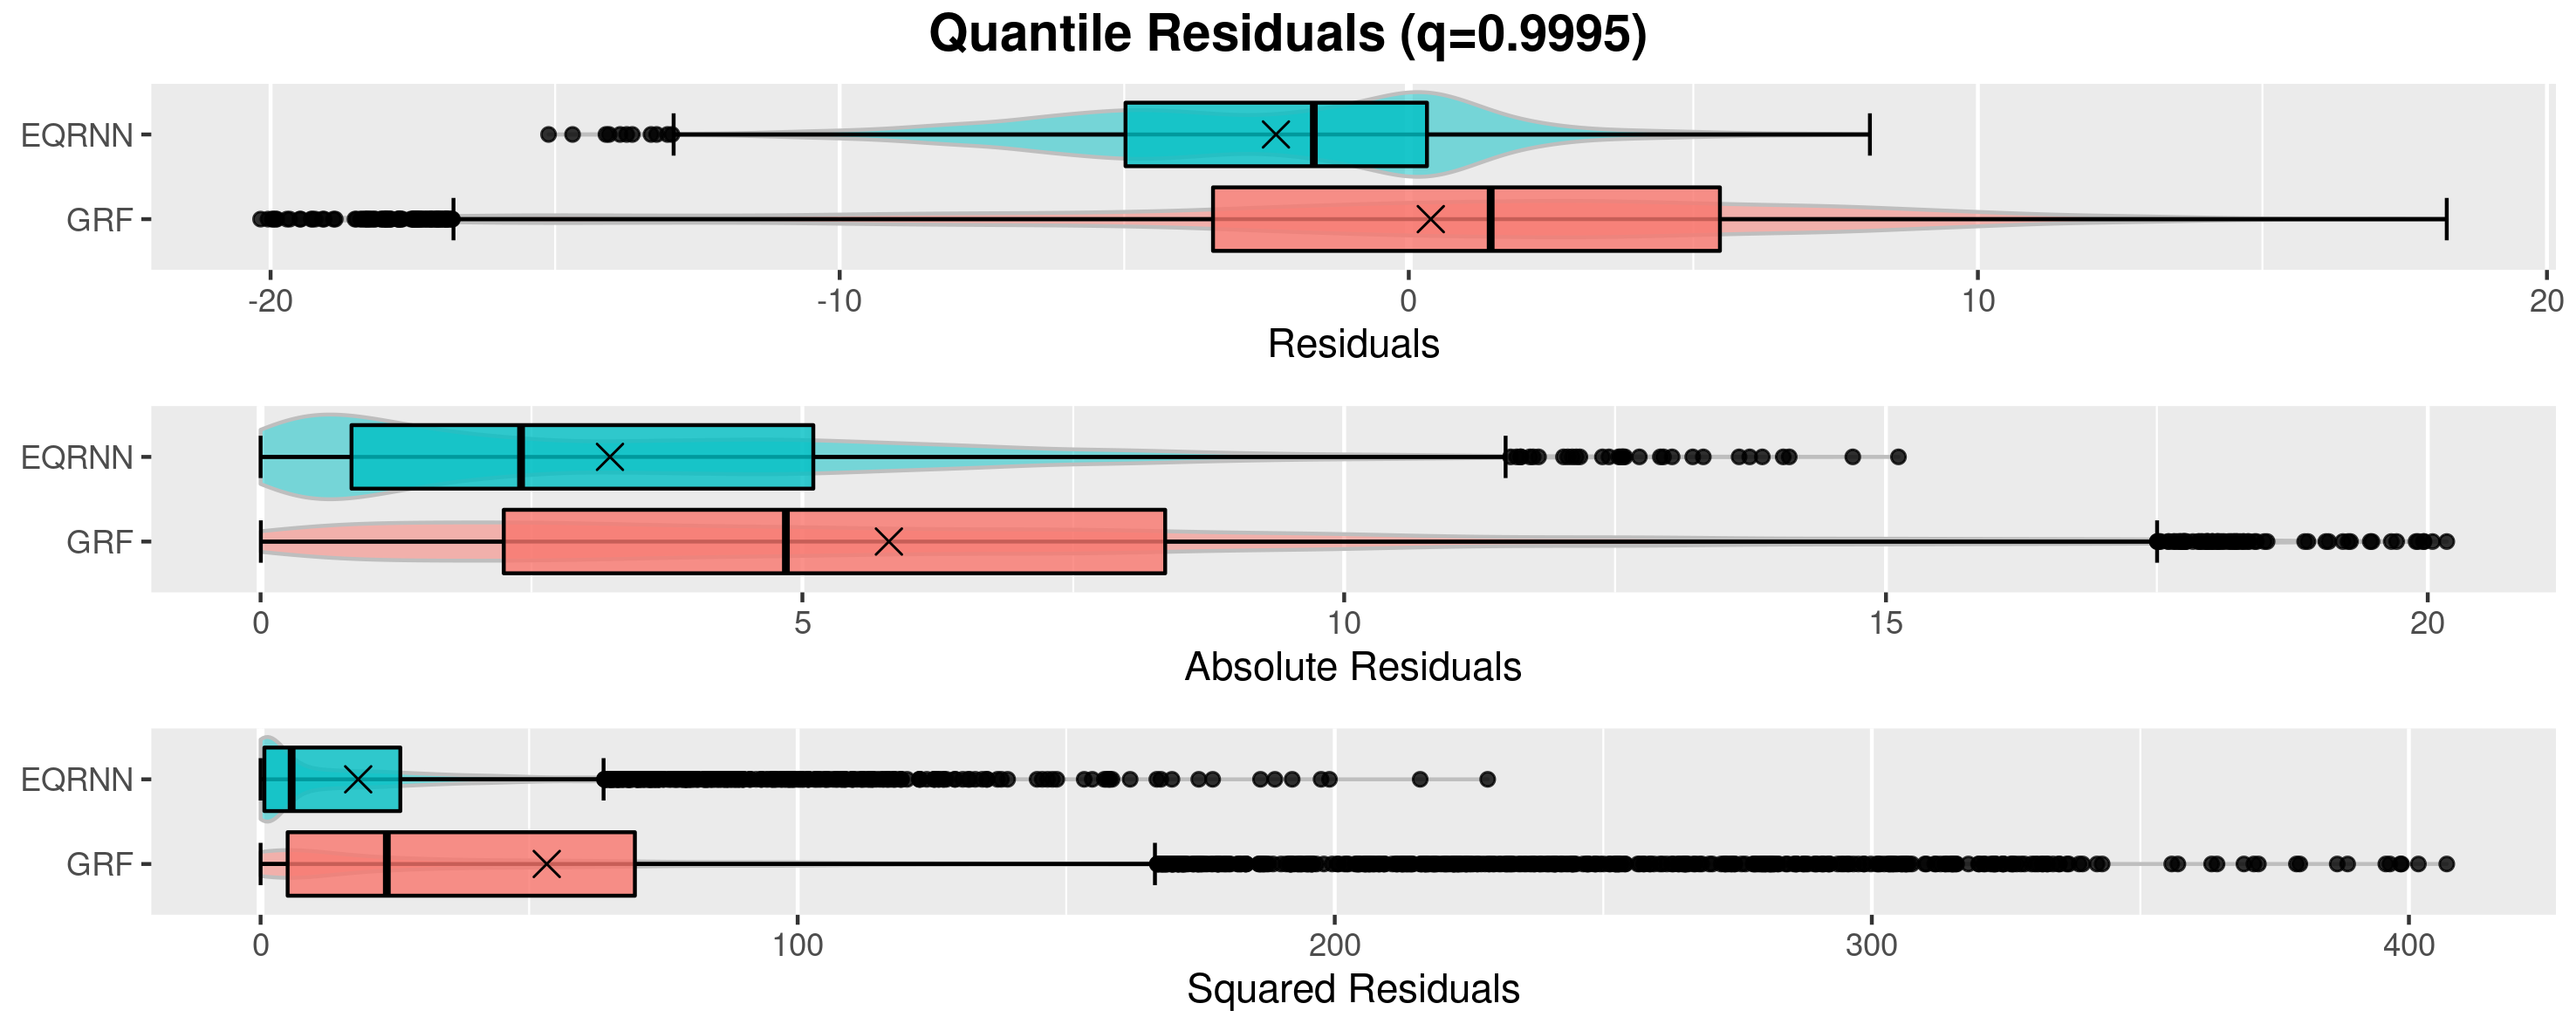 Quantile Residuals (q=0.9995)
EQRNN
GRF
-20 -10 0 10 20
Residuals
EQRNN
GRF
0 5 10 15 20
Absolute Residuals
EQRNN
GRF
0 100 200 300 400
Squared Residuals